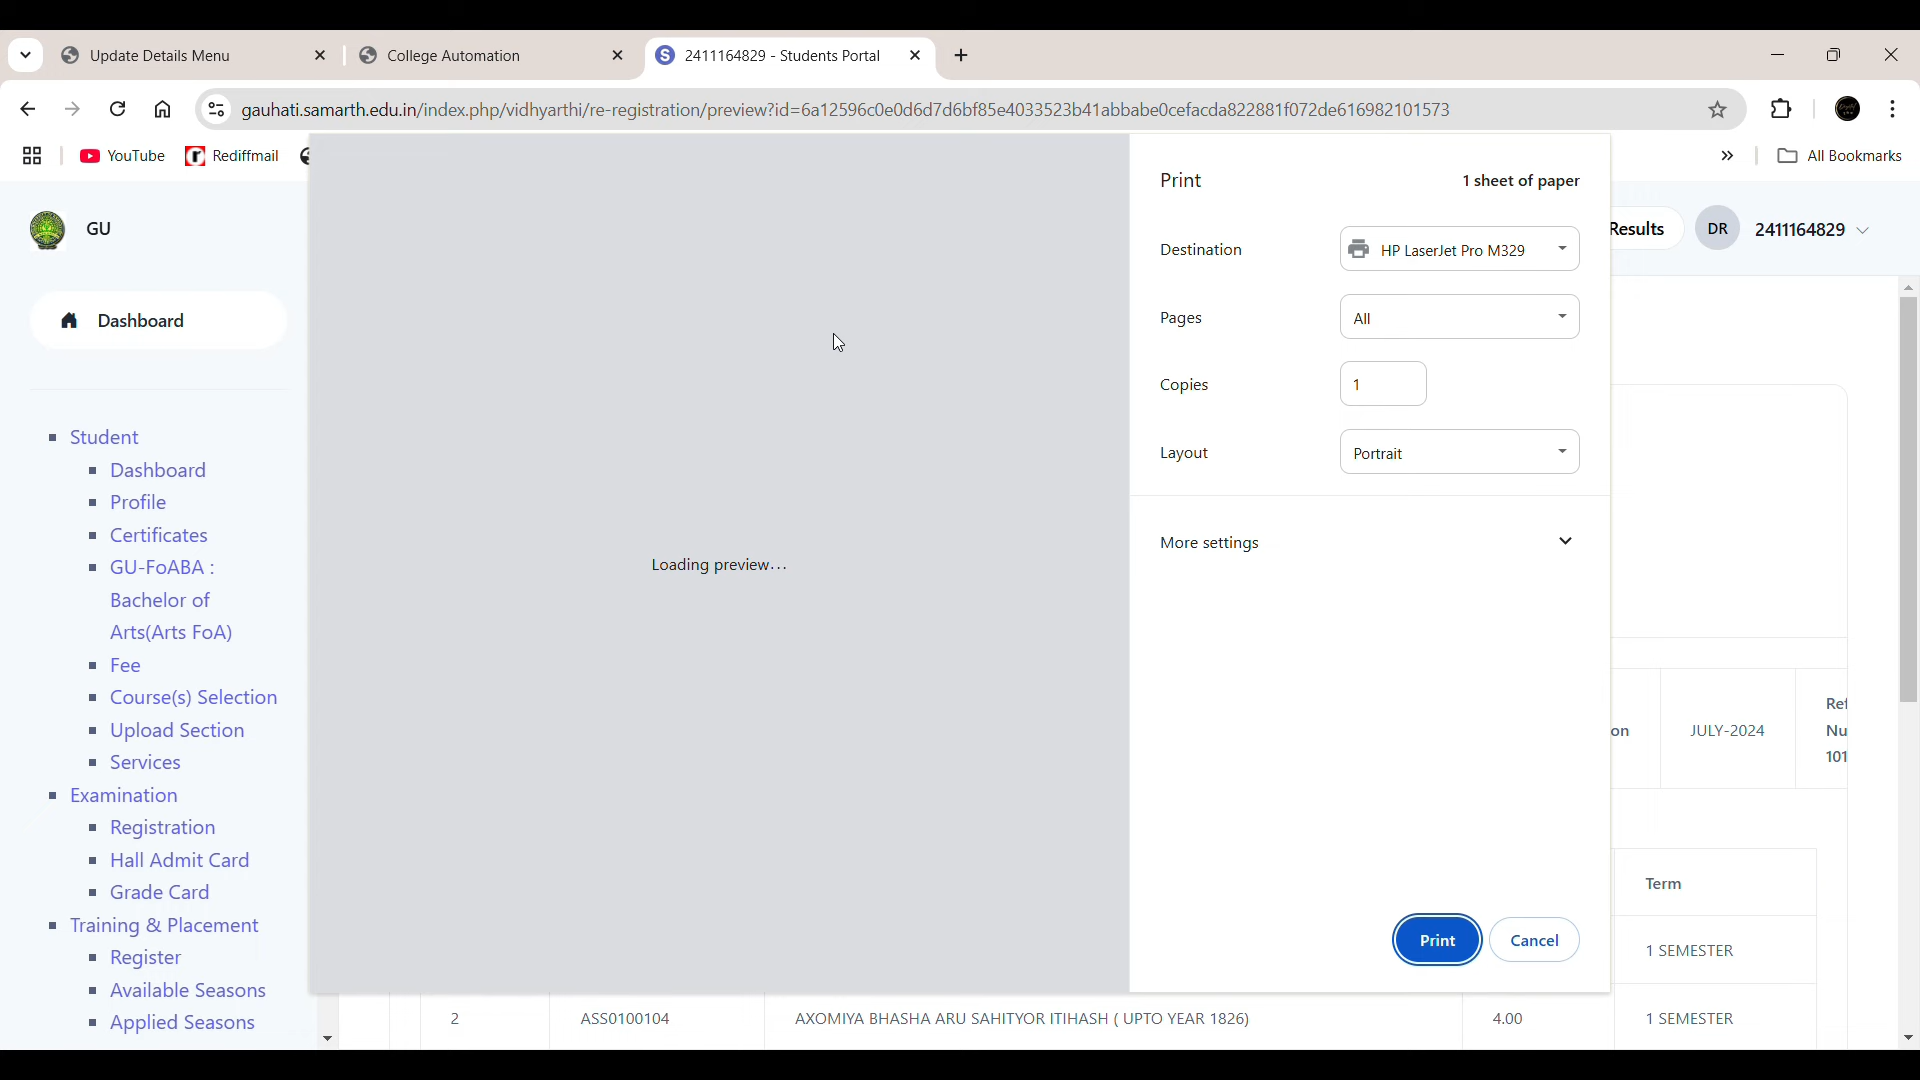 Update Details Menu
College Automation
2411164829 - Students Portal
gauhati.samarth.edu.in/index.php/vidhyarthi/re-registration/preview?id=6a12596c0e0d6d7d6bf85e4033523b41abbabe0cefacda822881f072de616982101573
YouTube
Rediffmail
All Bookmarks
GU
Results
DR
2411164829
Dashboard
Student
Dashboard
Profile
Certificates
GU-FoABA :
Bachelor of
Arts(Arts FoA)
Fee
Course(s) Selection
Upload Section
Services
Examination
Registration
Hall Admit Card
Grade Card
Training & Placement
Register
Available Seasons
Applied Seasons
Loading preview...
Print
1 sheet of paper
Destination
HP LaserJet Pro M329
Pages
All
Copies
1
Layout
Portrait
More settings
Print
Cancel
on
JULY-2024
Ref
Nu
101
Term
1 SEMESTER
2
ASS0100104
AXOMIYA BHASHA ARU SAHITYOR ITIHASH ( UPTO YEAR 1826)
4.00
1 SEMESTER